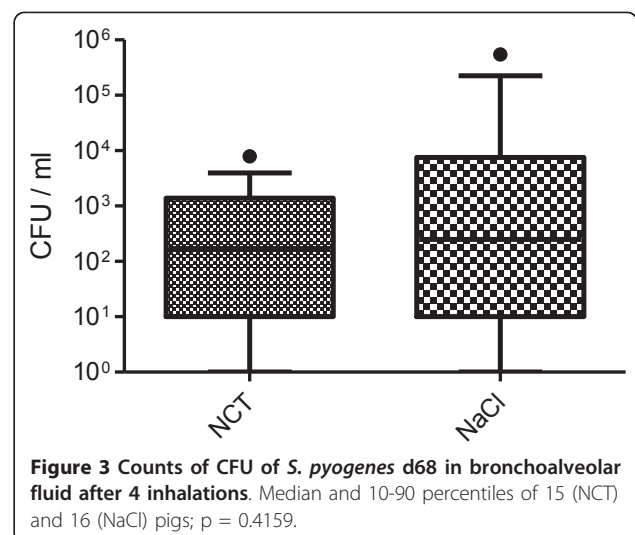 10⁶
10⁵
10⁴
10³
10²
10¹
10⁰
CFU / ml
NCT
NaCl
Figure 3 Counts of CFU of S. pyogenes d68 in bronchoalveolar
fluid after 4 inhalations. Median and 10-90 percentiles of 15 (NCT)
and 16 (NaCl) pigs; p = 0.4159.